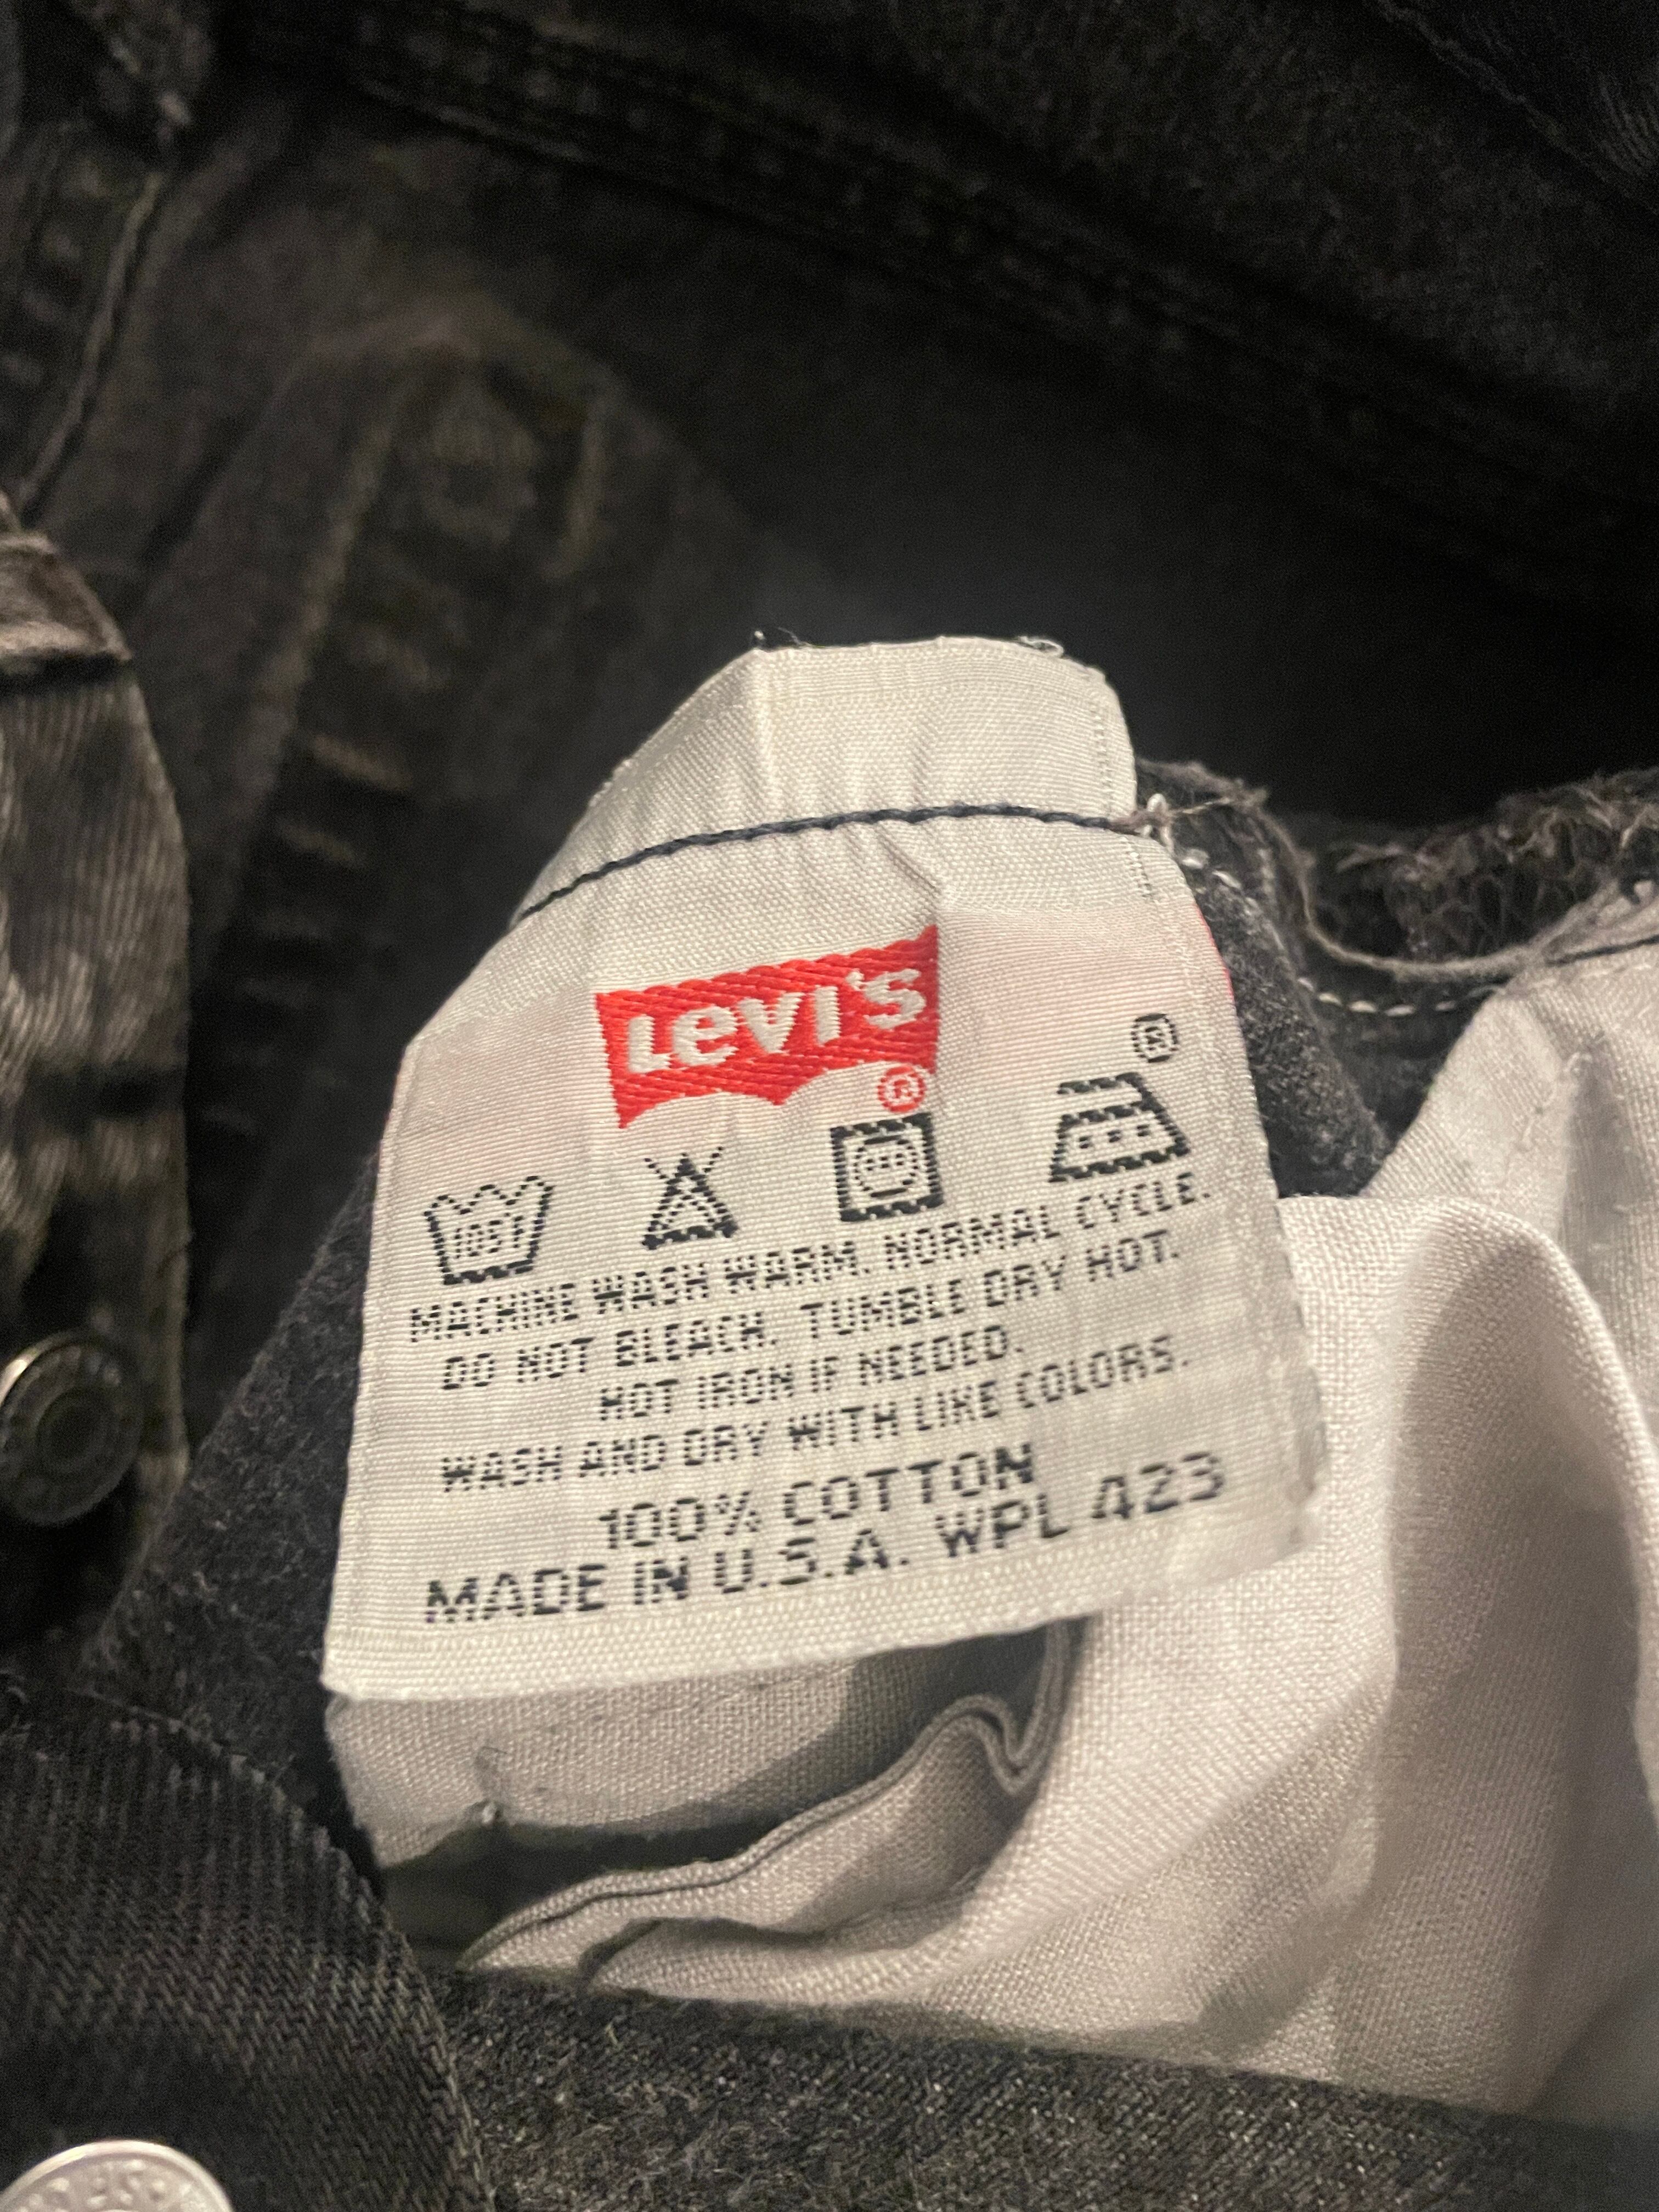 Levi's
®
®
105F
MACHINE WASH WARM. NORMAL CYCLE.
DO NOT BLEACH. TUMBLE DRY HOT.
HOT IRON IF NEEDED.
WASH AND DRY WITH LIKE COLORS.
100% COTTON
MADE IN U.S.A. WPL 423